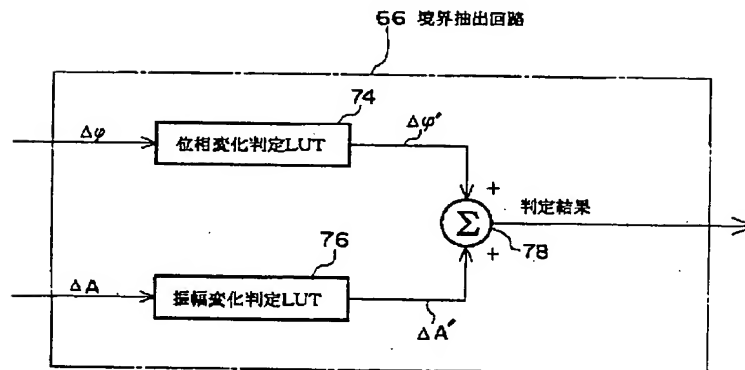 66 境界抽出回路
74
Δφ
位相変化判定LUT
Δφ'
+
Σ
判定結果
78
+
76
ΔA
振幅変化判定LUT
ΔA'